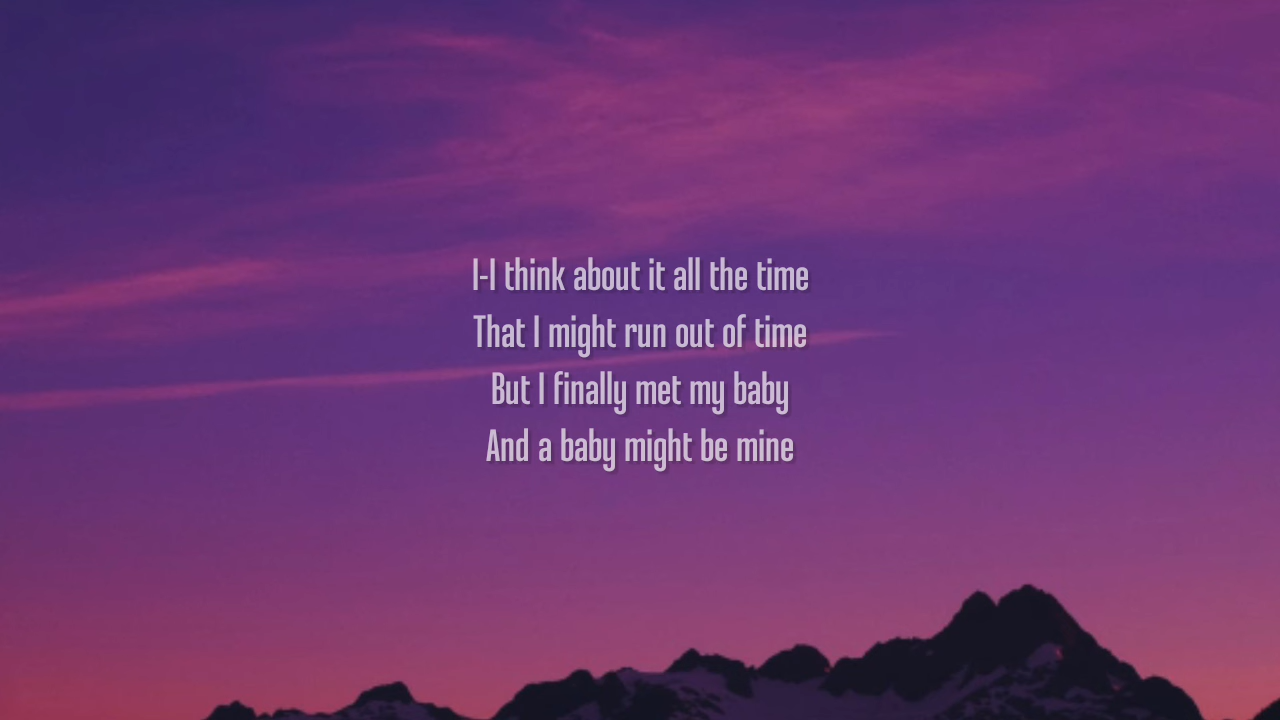 I-I think about it all the time
That I might run out of time
But I finally met my baby
And a baby might be mine